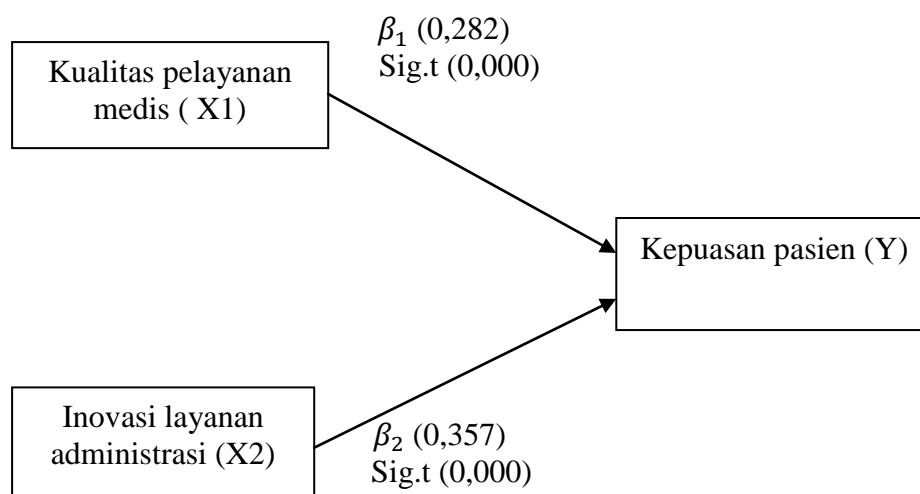 β₁ (0,282)
Sig.t (0,000)
Kualitas pelayanan
medis ( X1)
Kepuasan pasien (Y)
Inovasi layanan
administrasi (X2)
β₂ (0,357)
Sig.t (0,000)